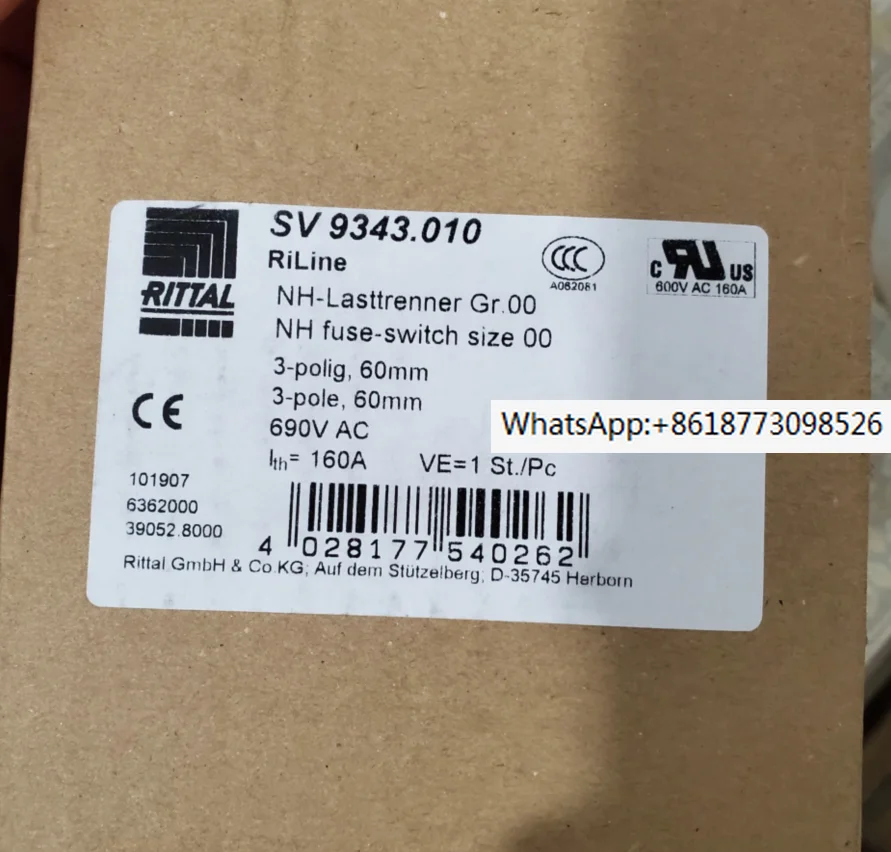 SV 9343.010
RiLine
NH-Lasttrenner Gr.00
NH fuse-switch size 00
3-polig, 60mm
3-pole, 60mm
690V AC
Ith= 160A VE=1 St./Pc
RITTAL
CCC
A062081
C RU US
600V AC 160A
CE
WhatsApp:+8618773098526
101907
6362000
39052.8000
4 028177 540262
Rittal GmbH & Co.KG; Auf dem Stützelberg; D-35745 Herborn